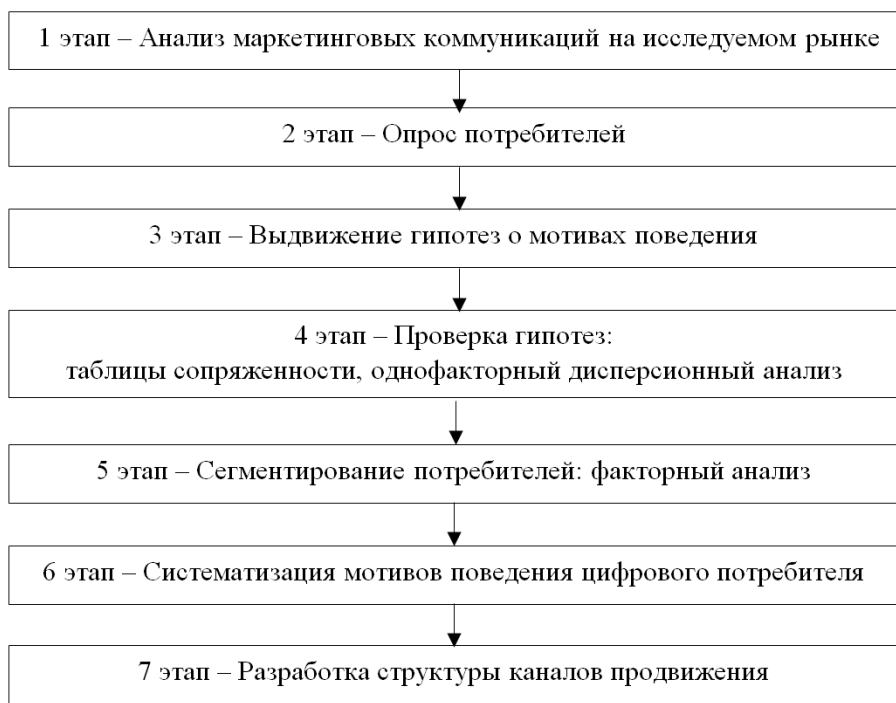 1 этап – Анализ маркетинговых коммуникаций на исследуемом рынке
2 этап – Опрос потребителей
3 этап – Выдвижение гипотез о мотивах поведения
4 этап – Проверка гипотез:
таблицы сопряженности, однофакторный дисперсионный анализ
5 этап – Сегментирование потребителей: факторный анализ
6 этап – Систематизация мотивов поведения цифрового потребителя
7 этап – Разработка структуры каналов продвижения